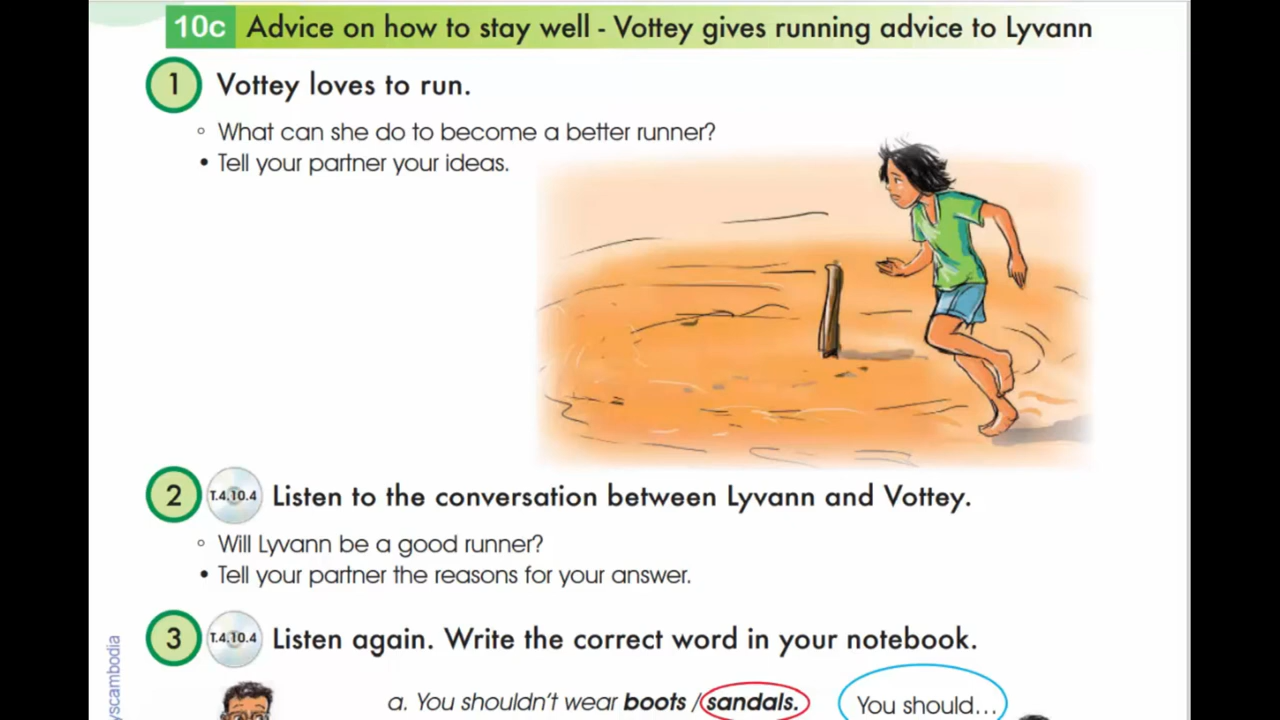 10c Advice on how to stay well - Vottey gives running advice to Lyvann
1 Vottey loves to run.
What can she do to become a better runner?
• Tell your partner your ideas.
2 T.4.10.4 Listen to the conversation between Lyvann and Vottey.
Will Lyvann be a good runner?
• Tell your partner the reasons for your answer.
3 T.4.10.4 Listen again. Write the correct word in your notebook.
a. You shouldn't wear boots / sandals.
You should...
yscambodia